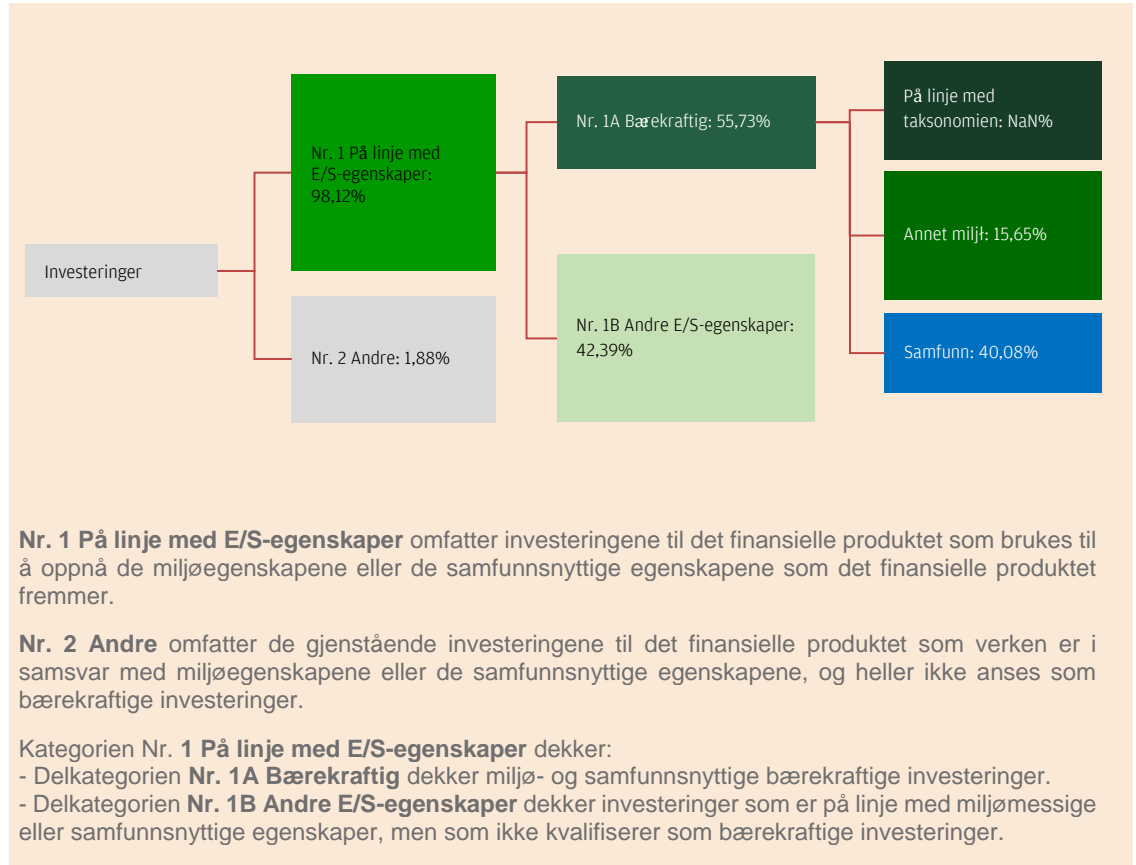 Investeringer
Nr. 1 På linje med
E/S-egenskaper:
98,12%
Nr. 2 Andre: 1,88%
Nr. 1A Bærekraftig: 55,73%
Nr. 1B Andre E/S-egenskaper:
42,39%
På linje med
taksonomien: NaN%
Annet miljł: 15,65%
Samfunn: 40,08%
Nr. 1 På linje med E/S-egenskaper omfatter investeringene til det finansielle produktet som brukes til
å oppnå de miljøegenskapene eller de samfunnsnyttige egenskapene som det finansielle produktet
fremmer.
Nr. 2 Andre omfatter de gjenstående investeringene til det finansielle produktet som verken er i
samsvar med miljøegenskapene eller de samfunnsnyttige egenskapene, og heller ikke anses som
bærekraftige investeringer.
Kategorien Nr. 1 På linje med E/S-egenskaper dekker:
- Delkategorien Nr. 1A Bærekraftig dekker miljø- og samfunnsnyttige bærekraftige investeringer.
- Delkategorien Nr. 1B Andre E/S-egenskaper dekker investeringer som er på linje med miljømessige
eller samfunnsnyttige egenskaper, men som ikke kvalifiserer som bærekraftige investeringer.